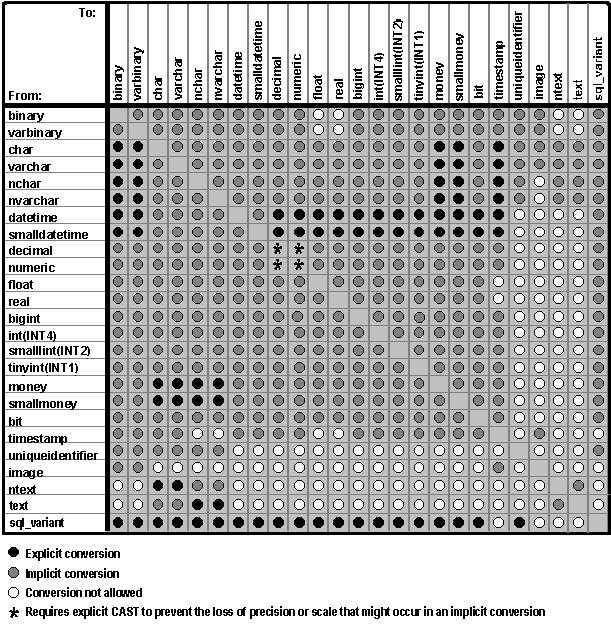 To:
From:
binary
varbinary
char
varchar
nchar
nvarchar
datetime
smalldatetime
decimal
numeric
float
real
bigint
int(INT4)
smalllint(INT2)
tinyint(INT1)
money
smallmoney
bit
timestamp
uniqueidentifier
image
ntext
text
sql_variant
binary
varbinary
char
varchar
nchar
nvarchar
datetime
smalldatetime
decimal
numeric
float
real
bigint
int(INT4)
smalllint(INT2)
tinyint(INT1)
money
smallmoney
bit
timestamp
uniqueidentifier
image
ntext
text
sql_variant
Explicit conversion
Implicit conversion
Conversion not allowed
* Requires explicit CAST to prevent the loss of precision or scale that might occur in an implicit conversion